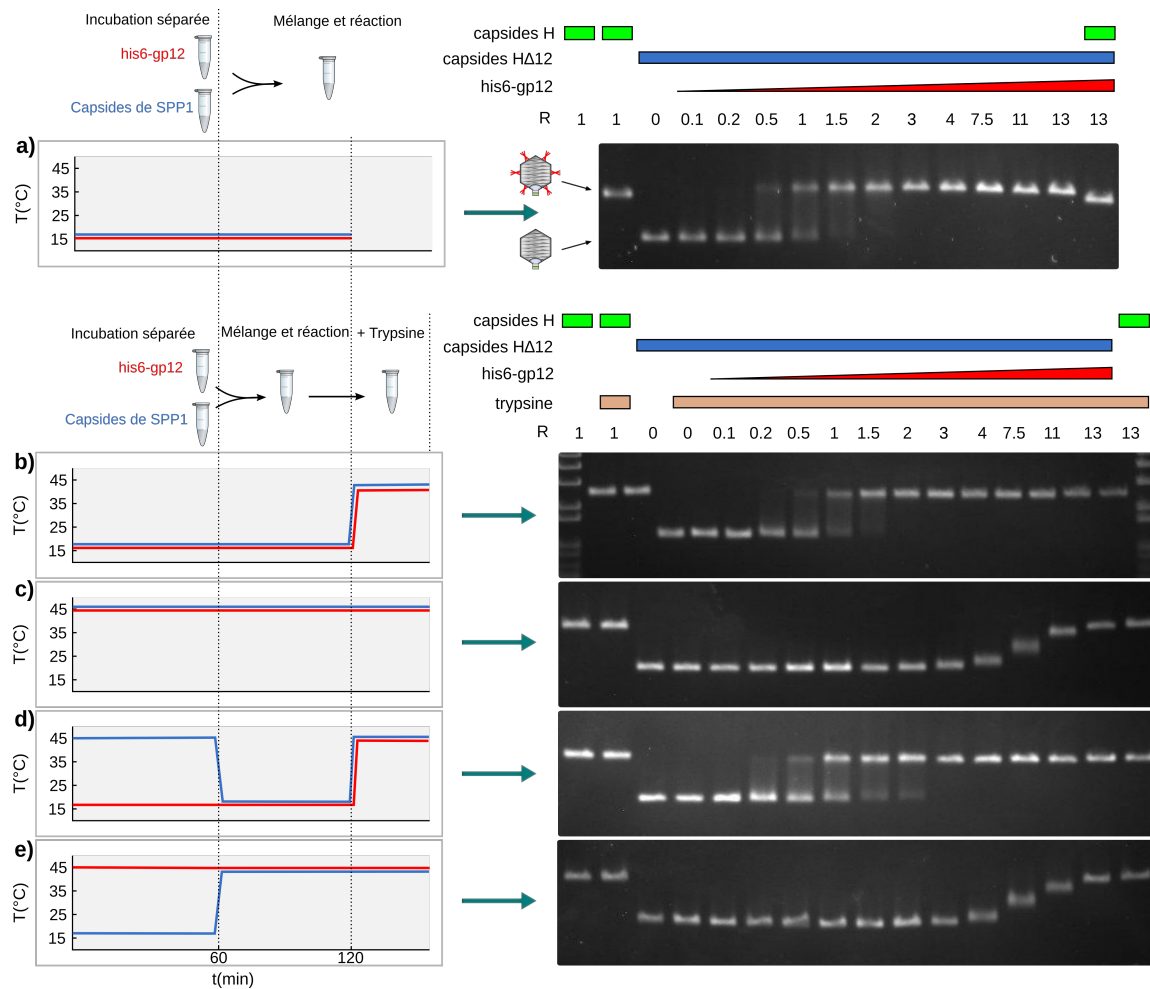 Incubation séparée
Mélange et réaction
his6-gp12
Capsides de SPP1
capsides H
capsides HΔ12
his6-gp12
R 1 1 0 0.1 0.2 0.5 1 1.5 2 3 4 7.5 11 13 13
a)
T(°C)
45
35
25
15
Incubation séparée
Mélange et réaction
+ Trypsine
his6-gp12
Capsides de SPP1
capsides H
capsides HΔ12
his6-gp12
trypsine
R 1 1 0 0 0.1 0.2 0.5 1 1.5 2 3 4 7.5 11 13 13
b)
T(°C)
45
35
25
15
c)
T(°C)
45
35
25
15
d)
T(°C)
45
35
25
15
e)
T(°C)
45
35
25
15
60 120
t(min)